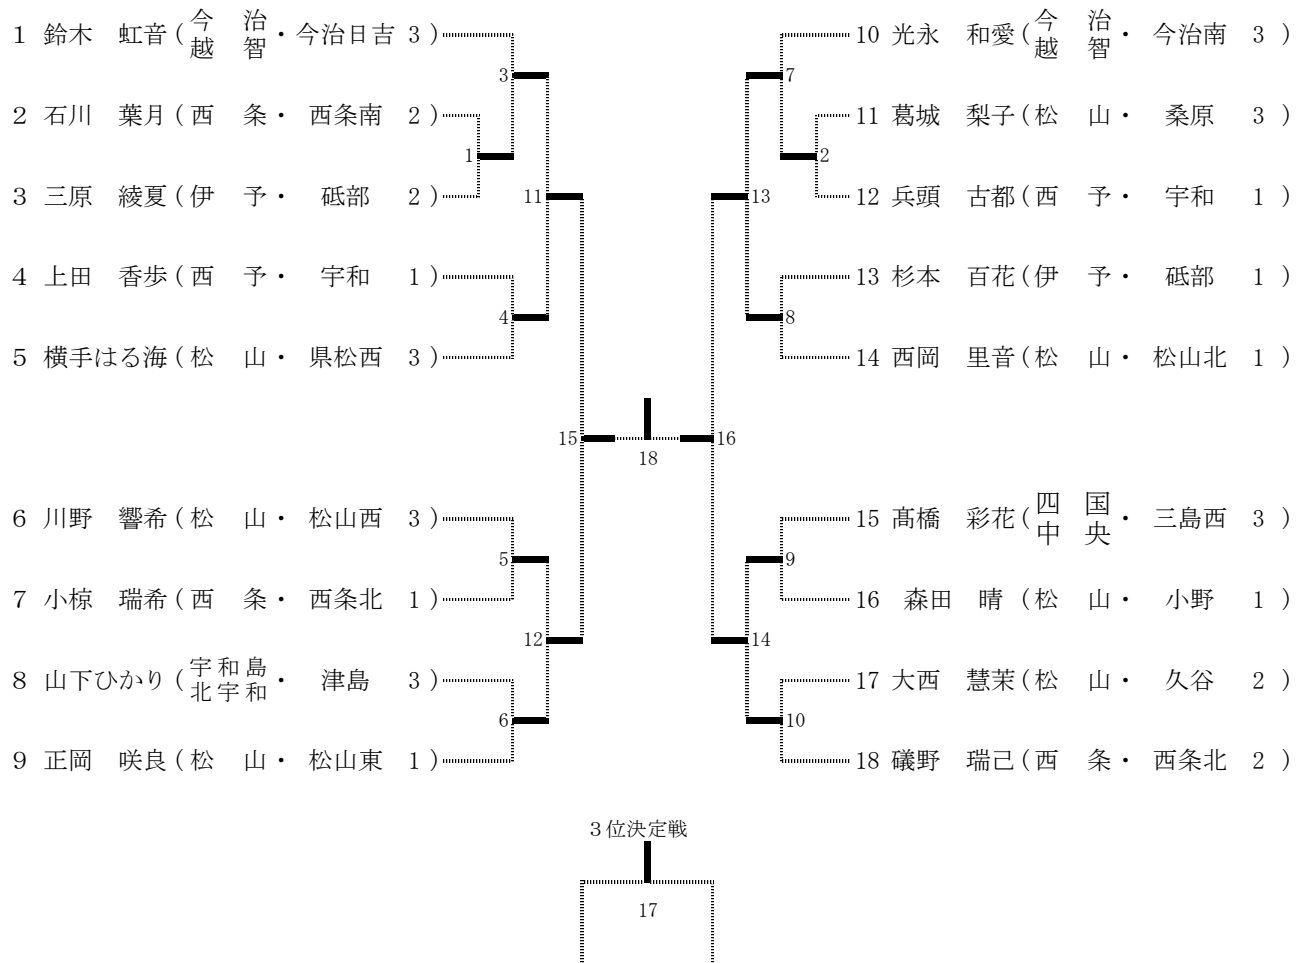 1 鈴木 虹音(今治越智・今治日吉 3)
2 石川 葉月(西条・西条南 2)
3 三原 綾夏(伊予・砥部 2)
4 上田 香歩(西予・宇和 1)
5 横手はる海(松山・県松西 3)
6 川野 響希(松山・松山西 3)
7 小椋 瑞希(西条・西条北 1)
8 山下ひかり(宇和島北宇和・津島 3)
9 正岡 咲良(松山・松山東 1)
3
1
11
4
15
5
12
6
18
7
2
13
8
16
9
14
10
10 光永 和愛(今治越智・今治南 3)
11 葛城 梨子(松山・桑原 3)
12 兵頭 古都(西予・宇和 1)
13 杉本 百花(伊予・砥部 1)
14 西岡 里音(松山・松山北 1)
15 髙橋 彩花(四国中央・三島西 3)
16 森田 晴(松山・小野 1)
17 大西 慧茉(松山・久谷 2)
18 礒野 瑞己(西条・西条北 2)
３位決定戦
17